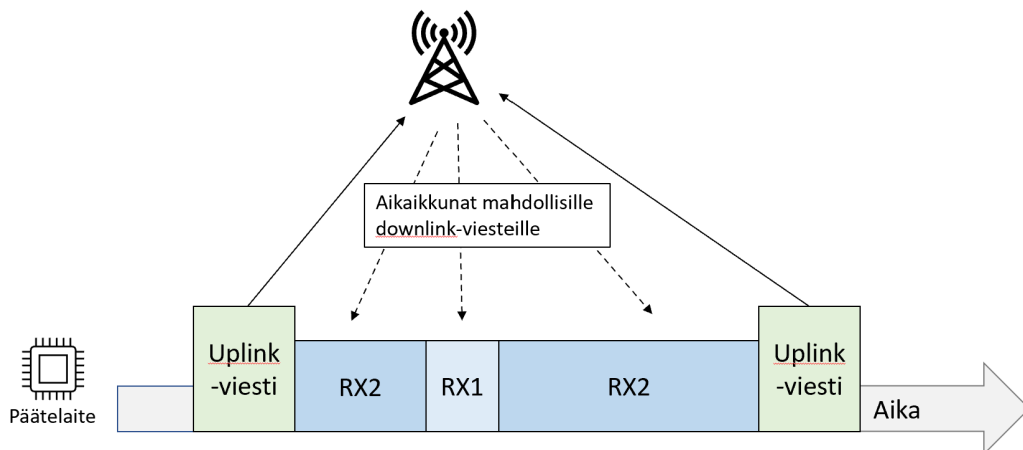 Aikaikkunat mahdollisille
downlink-viesteille
Uplink
-viesti
RX2
RX1
RX2
Uplink
-viesti
Aika
Päätelaite